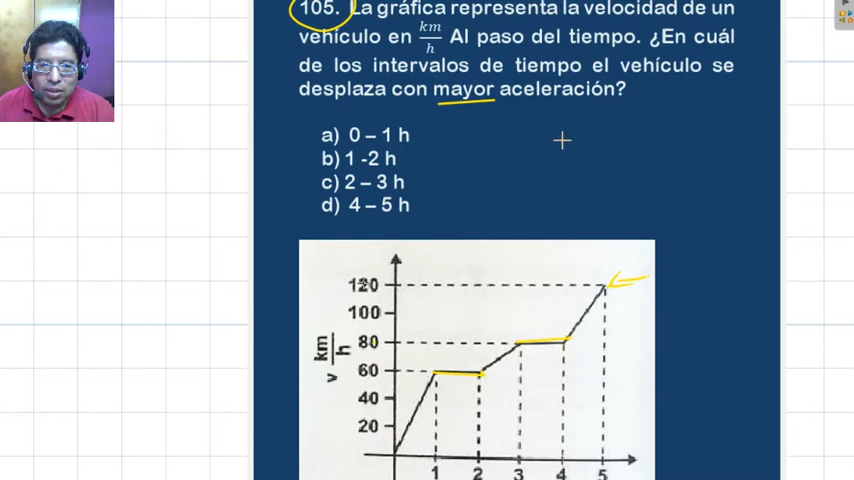 105. La gráfica representa la velocidad de un
vehículo en km/h Al paso del tiempo. ¿En cuál
de los intervalos de tiempo el vehículo se
desplaza con mayor aceleración?
a) 0 – 1 h
b) 1 -2 h
c) 2 – 3 h
d) 4 – 5 h
120
100
80
60
40
20
v km/h
1 2 3 4 5